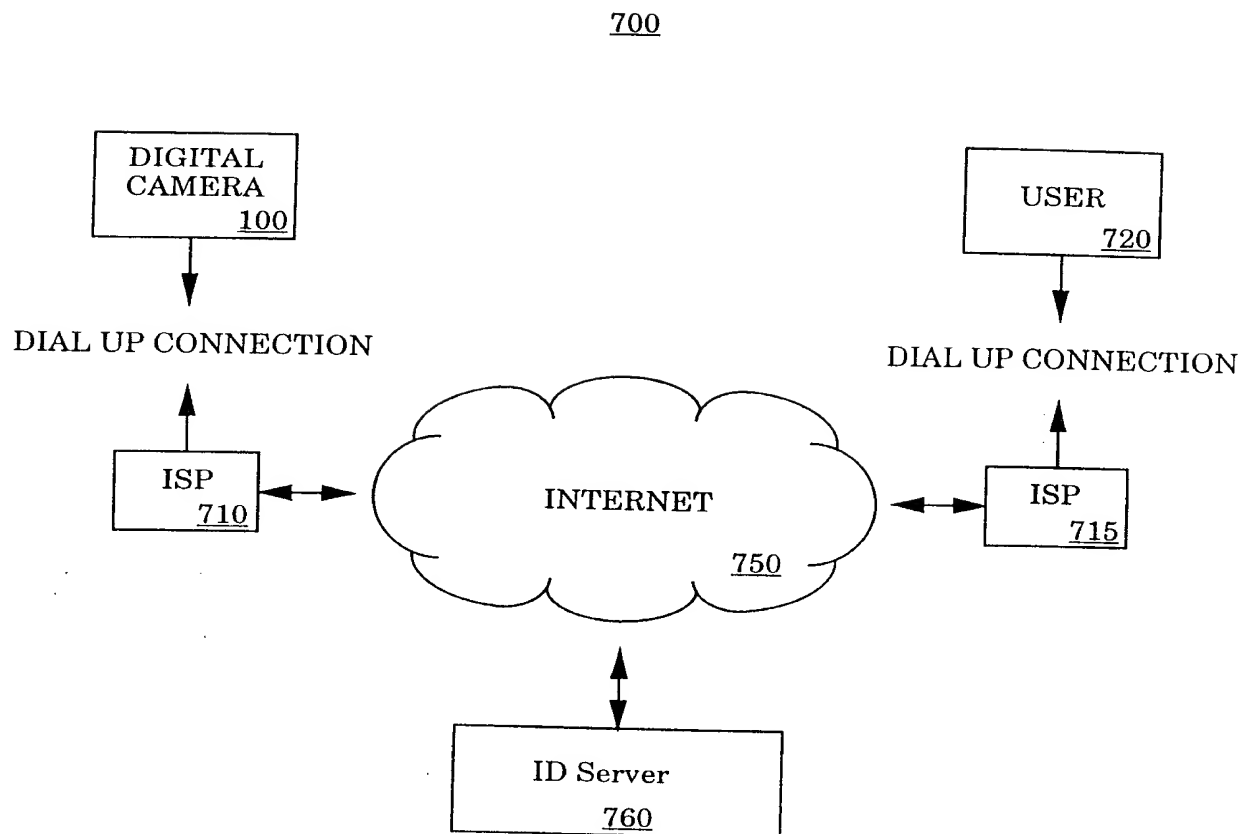 700
DIGITAL
CAMERA
100
USER
720
DIAL UP CONNECTION
DIAL UP CONNECTION
ISP
710
INTERNET
750
ISP
715
ID Server
760